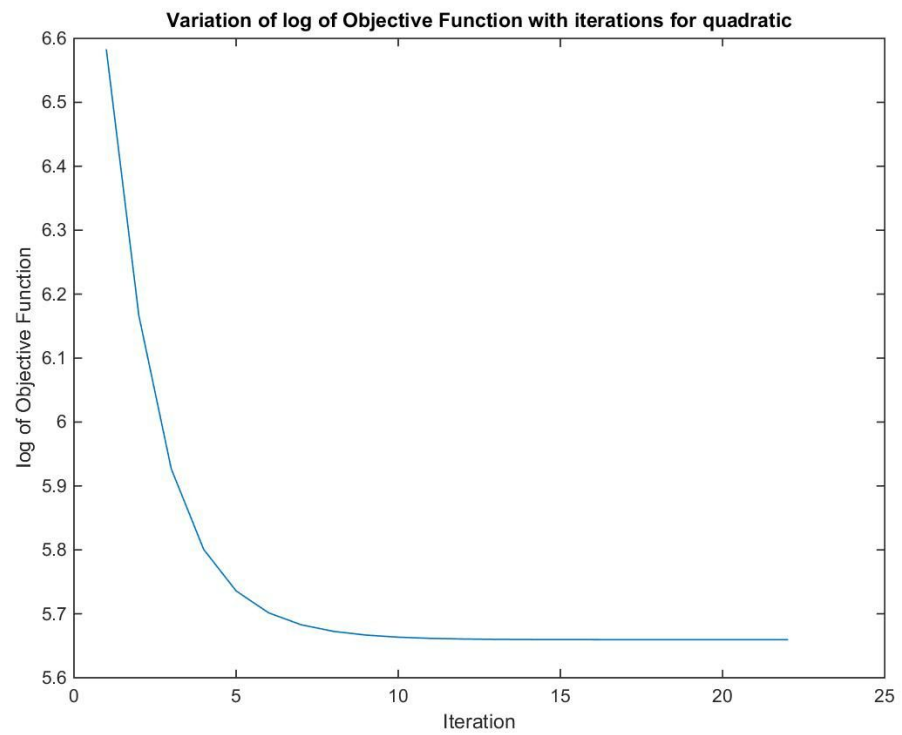 Variation of log of Objective Function with iterations for quadratic
6.6
6.5
6.4
6.3
6.2
6.1
6
5.9
5.8
5.7
5.6
log of Objective Function
0 5 10 15 20 25
Iteration